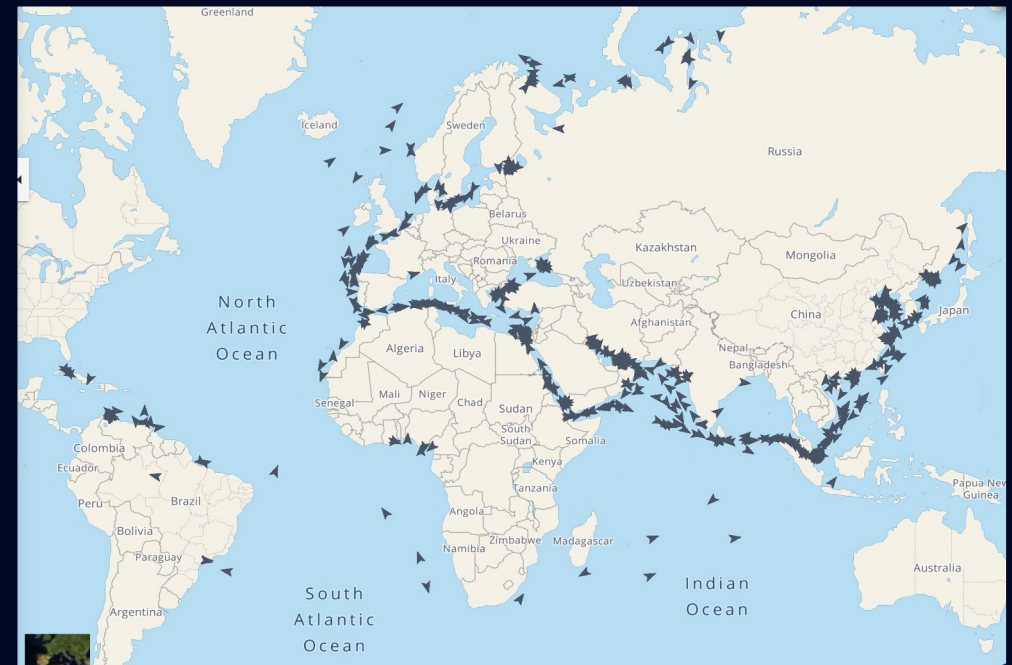 Greenland
Iceland
Sweden
Russia
Belarus
Ukraine
Kazakhstan
Mongolia
Romania
Italy
Uzbekistan
North
Atlantic
Ocean
China
Japan
Afghanistan
Algeria
Libya
Nepal
Bangladesh
Mali
Niger
Senegal
Chad
Sudan
South
Sudan
Somalia
Colombia
Ecuador
Kenya
Tanzania
Papua New
Guinea
Peru
Brazil
Angola
Bolivia
Zimbabwe
Madagascar
Namibia
Paraguay
Australia
Indian
Ocean
South
Atlantic
Ocean
Argentina